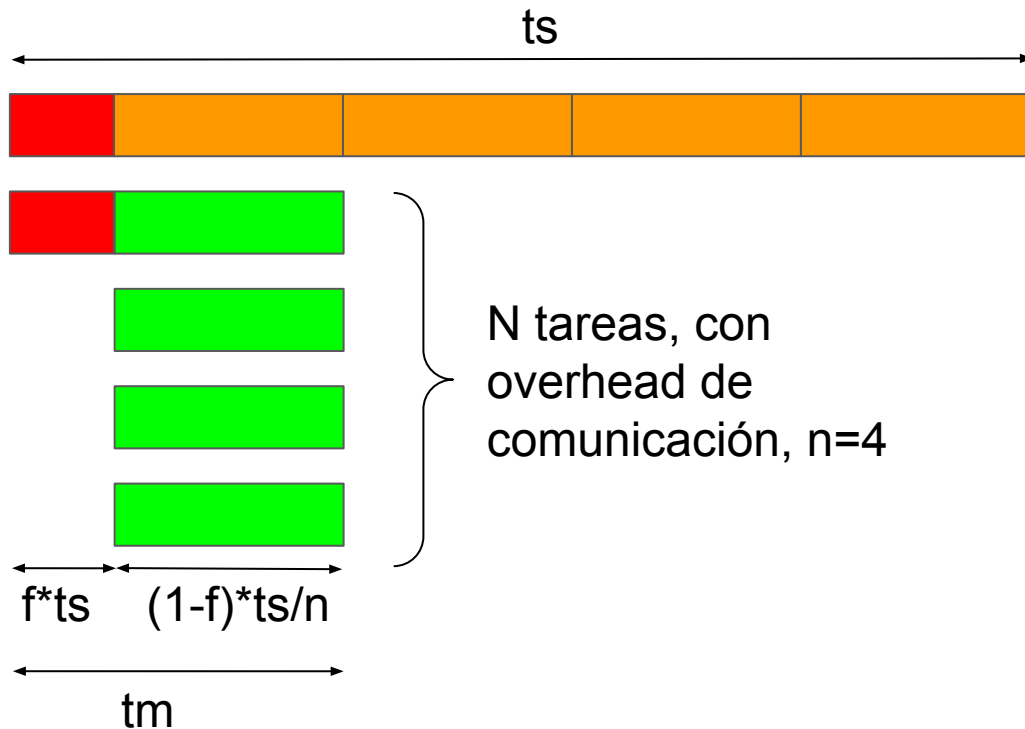 ts
N tareas, con
overhead de
comunicación, n=4
f*ts
(1-f)*ts/n
tm